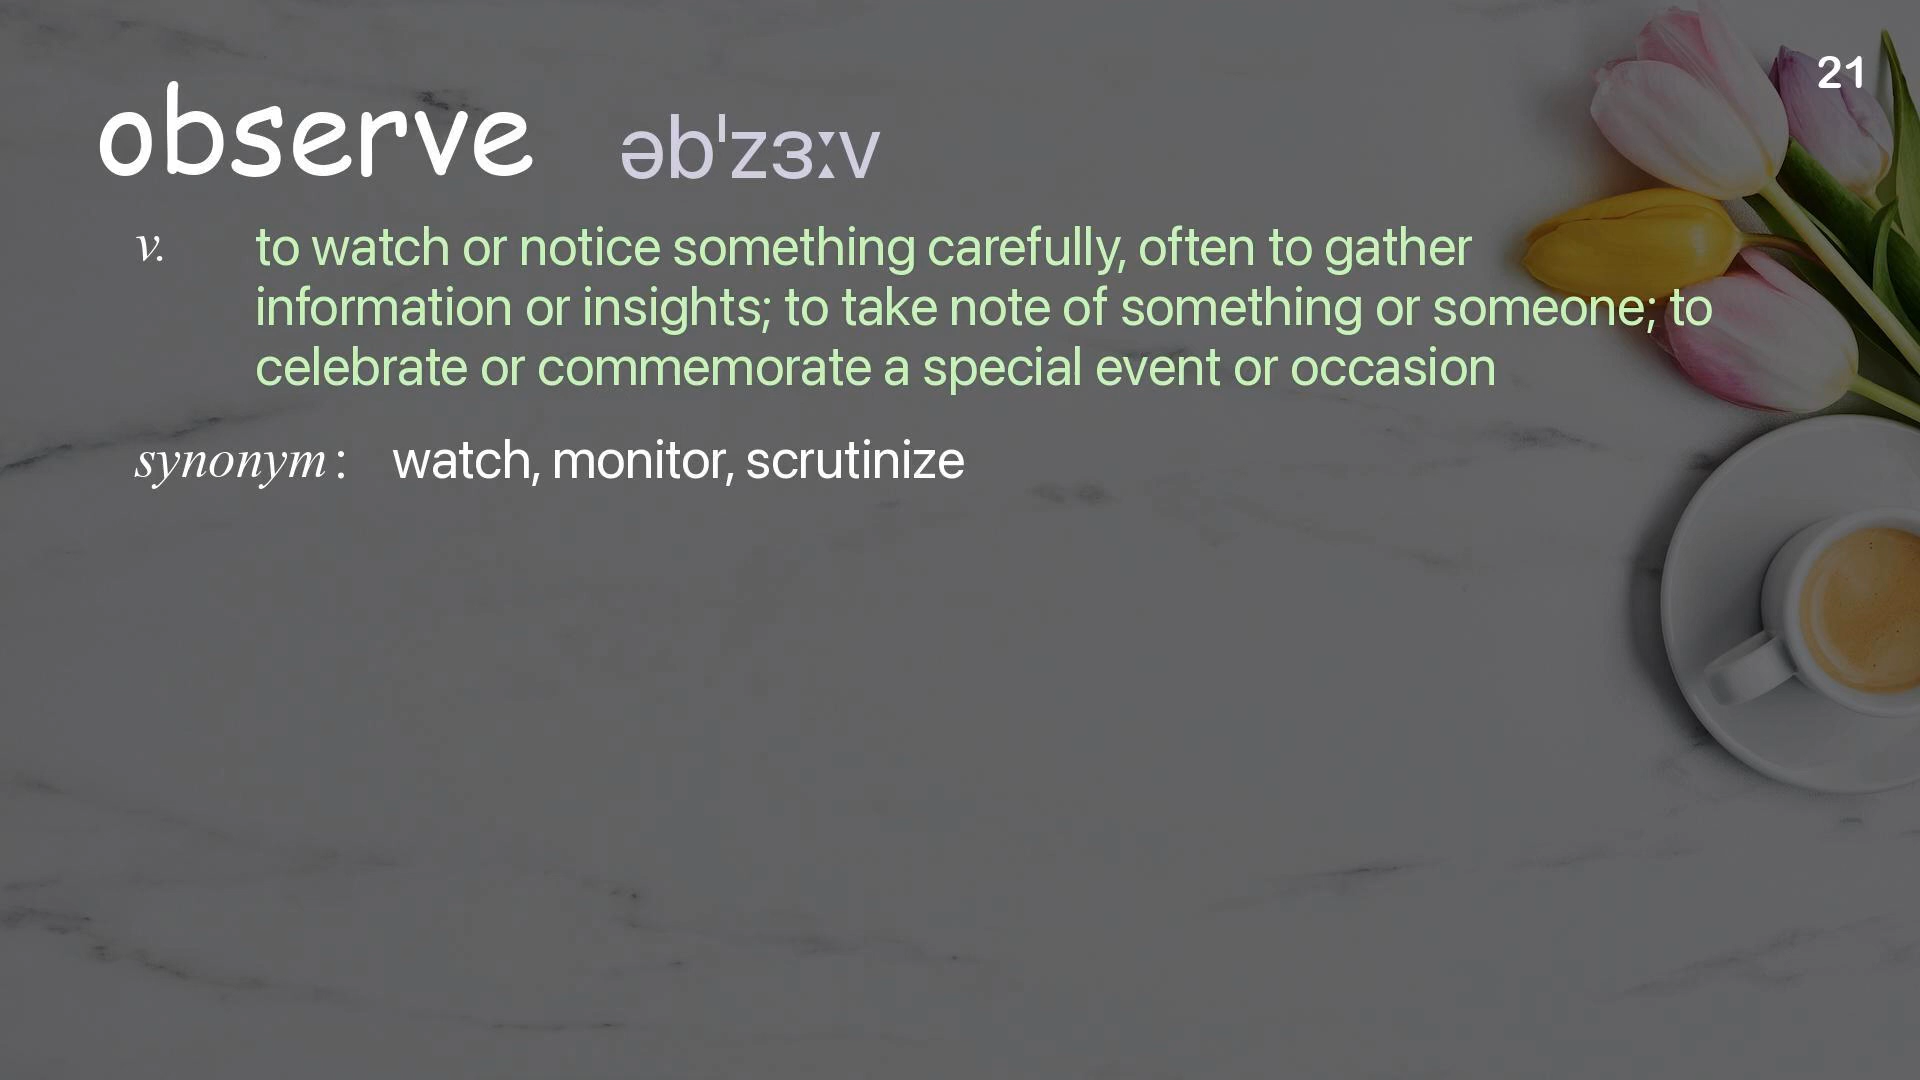 21
observe əbˈzɜːv
v. to watch or notice something carefully, often to gather
information or insights; to take note of something or someone; to
celebrate or commemorate a special event or occasion
synonym: watch, monitor, scrutinize